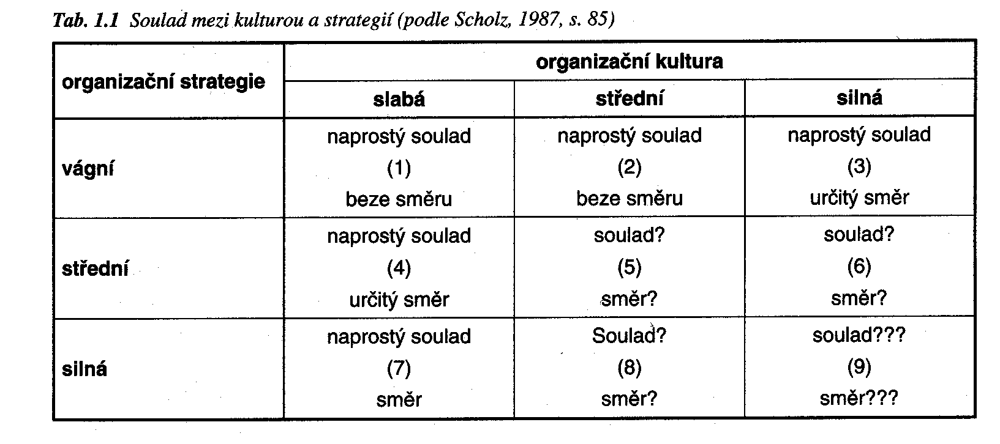 Tab. 1.1 Soulad mezi kulturou a strategií (podle Scholz, 1987, s. 85)
organizační strategie
organizační kultura
slabá
střední
silná
vágní
naprostý soulad
(1)
beze směru
naprostý soulad
(2)
beze směru
naprostý soulad
(3)
určitý směr
střední
naprostý soulad
(4)
určitý směr
soulad?
(5)
směr?
soulad?
(6)
směr?
silná
naprostý soulad
(7)
směr
Soulad?
(8)
směr?
soulad???
(9)
směr???